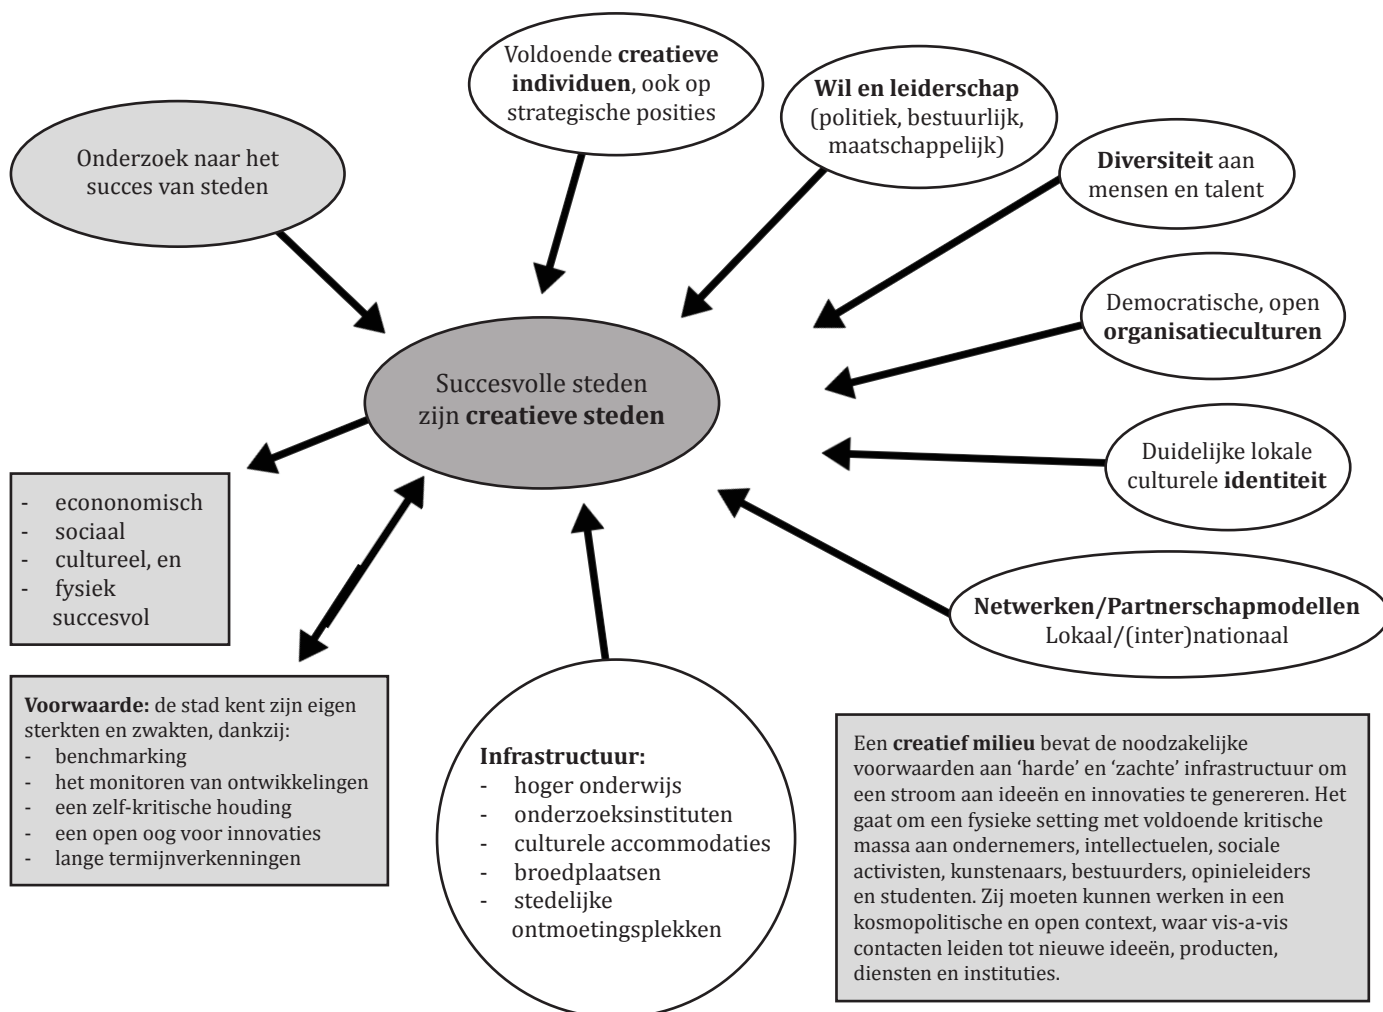 Voldoende creatieve
individuen, ook op
strategische posities
Wil en leiderschap
(politiek, bestuurlijk,
maatschappelijk)
Onderzoek naar het
succes van steden
Diversiteit aan
mensen en talent
Democratische, open
organisatieculturen
Succesvolle steden
zijn creatieve steden
Duidelijke lokale
culturele identiteit
- econonomisch
- sociaal
- cultureel, en
- fysiek
succesvol
Netwerken/Partnerschapmodellen
Lokaal/(inter)nationaal
Voorwaarde: de stad kent zijn eigen
sterkten en zwakten, dankzij:
- benchmarking
- het monitoren van ontwikkelingen
- een zelf-kritische houding
- een open oog voor innovaties
- lange termijnverkenningen
Infrastructuur:
- hoger onderwijs
- onderzoeksinstituten
- culturele accommodaties
- broedplaatsen
- stedelijke
ontmoetingsplekken
Een creatief milieu bevat de noodzakelijke
voorwaarden aan ‘harde’ en ‘zachte’ infrastructuur om
een stroom aan ideeën en innovaties te genereren. Het
gaat om een fysieke setting met voldoende kritische
massa aan ondernemers, intellectuelen, sociale
activisten, kunstenaars, bestuurders, opinieleiders
en studenten. Zij moeten kunnen werken in een
kosmopolitische en open context, waar vis-a-vis
contacten leiden tot nieuwe ideeën, producten,
diensten en instituties.